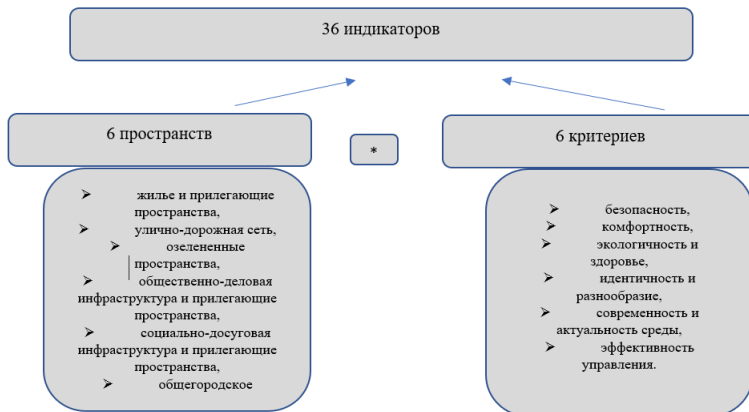 36 индикаторов
6 пространств
*
6 критериев
жилье и прилегающие
пространства,
улично-дорожная сеть,
озелененные
пространства,
общественно-деловая
инфраструктура и прилегающие
пространства,
социально-досуговая
инфраструктура и прилегающие
пространства,
общегородское
безопасность,
комфортность,
экологичность и
здоровье,
идентичность и
разнообразие,
современность и
актуальность среды,
эффективность
управления.